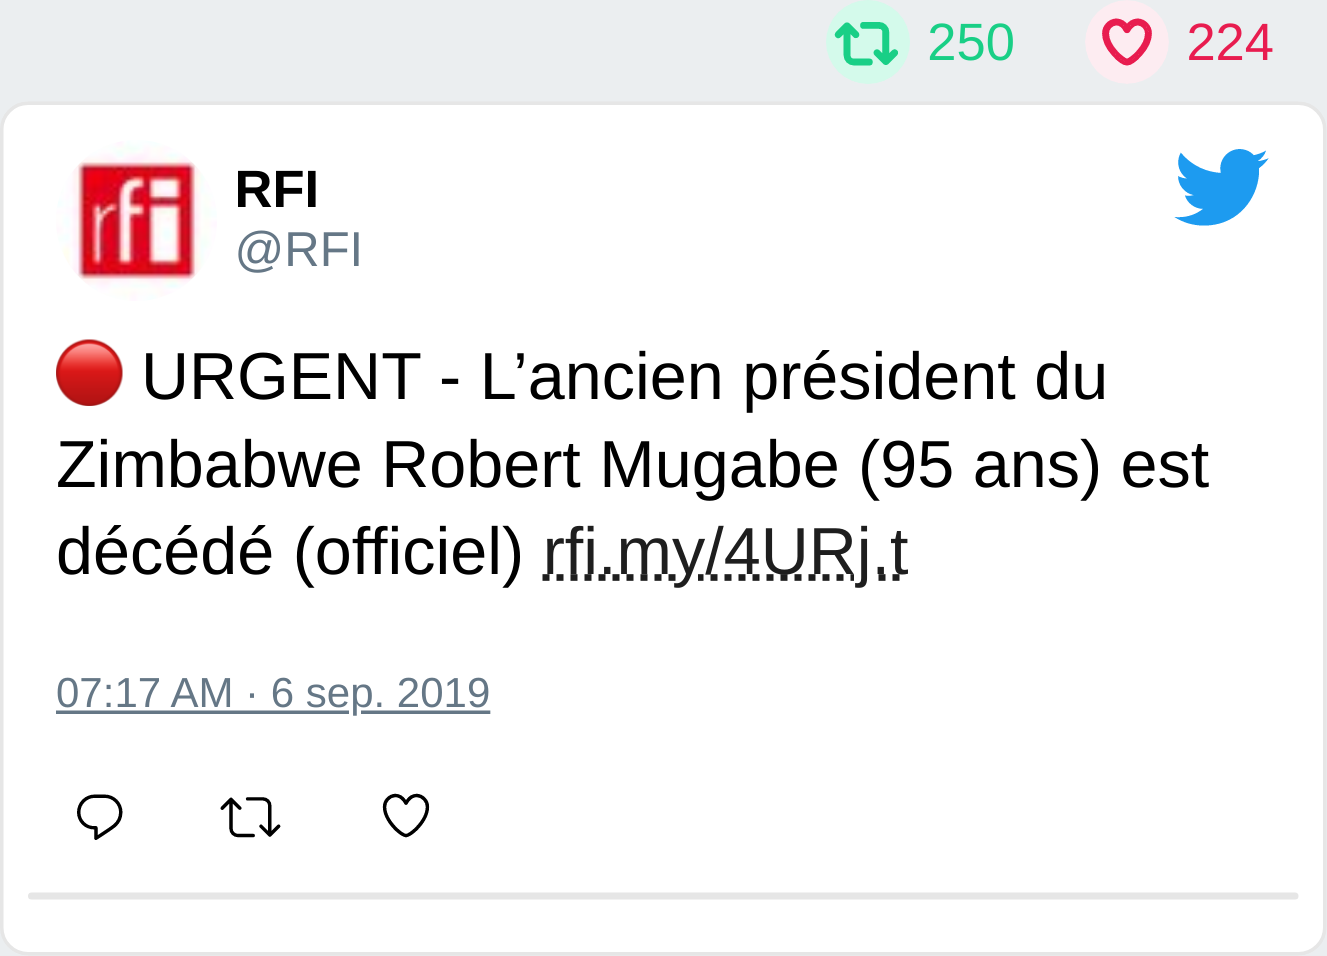 250 224
rfi
RFI
@RFI
🔴 URGENT - L’ancien président du
Zimbabwe Robert Mugabe (95 ans) est
décédé (officiel) rfi.my/4URj.t
07:17 AM · 6 sep. 2019